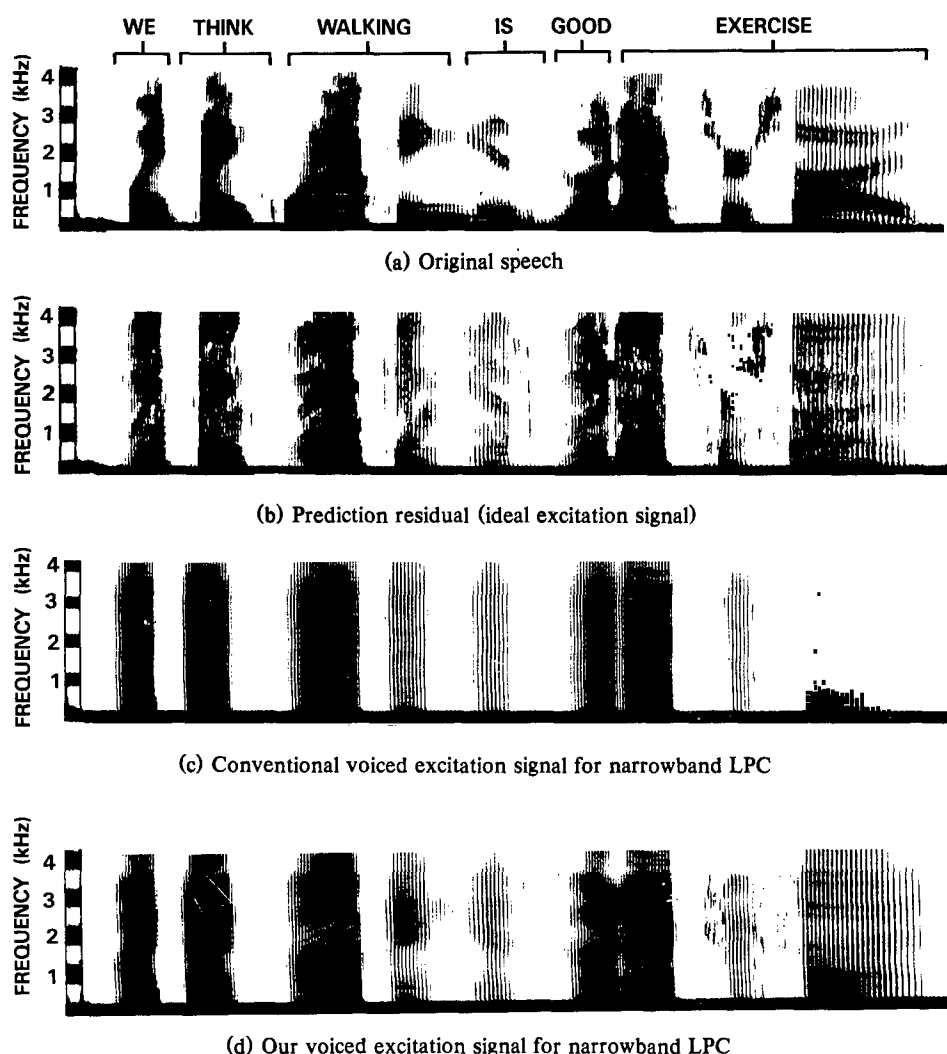 WE THINK WALKING IS GOOD EXERCISE
FREQUENCY (kHz)
4
3
2
1
(a) Original speech
FREQUENCY (kHz)
4
3
2
1
(b) Prediction residual (ideal excitation signal)
FREQUENCY (kHz)
4
3
2
1
(c) Conventional voiced excitation signal for narrowband LPC
FREQUENCY (kHz)
4
3
2
1
(d) Our voiced excitation signal for narrowband LPC